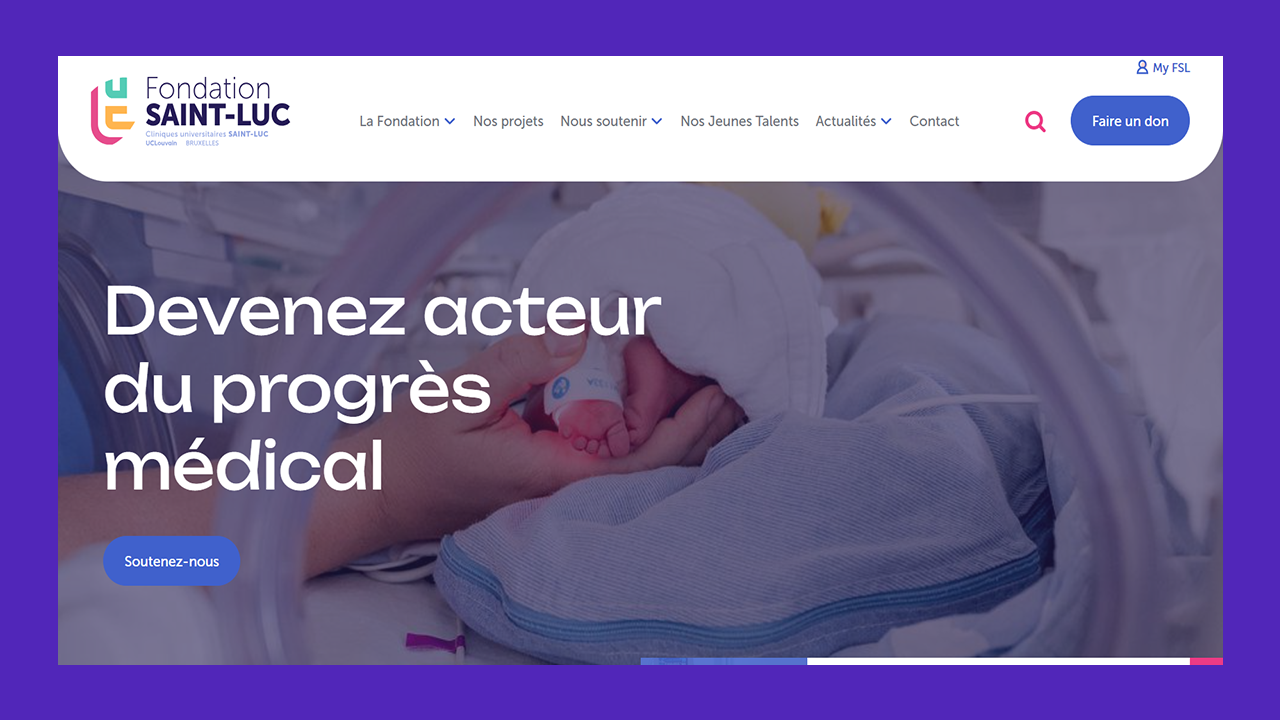 My FSL
Fondation
SAINT-LUC
Cliniques universitaires SAINT-LUC
UCLouvain BRUXELLES
La Fondation
Nos projets
Nous soutenir
Nos Jeunes Talents
Actualités
Contact
Faire un don
Devenez acteur
du progrès
médical
Soutenez-nous